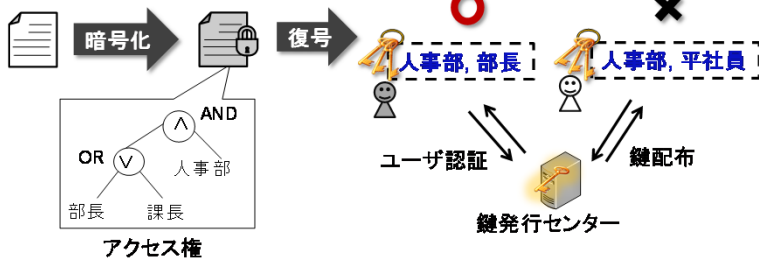 暗号化
復号
人事部, 部長
人事部, 平社員
AND
OR
人事部
部長
課長
アクセス権
ユーザ認証
鍵配布
鍵発行センター